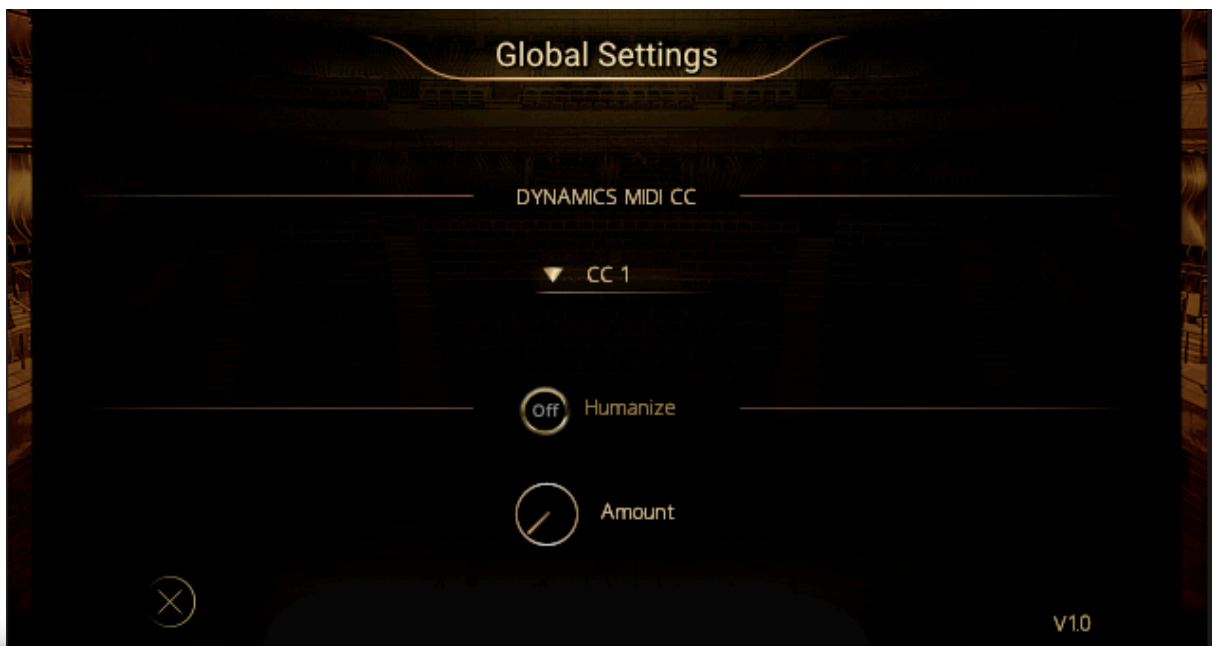 Global Settings
DYNAMICS MIDI CC
CC 1
Off Humanize
Amount
V1.0